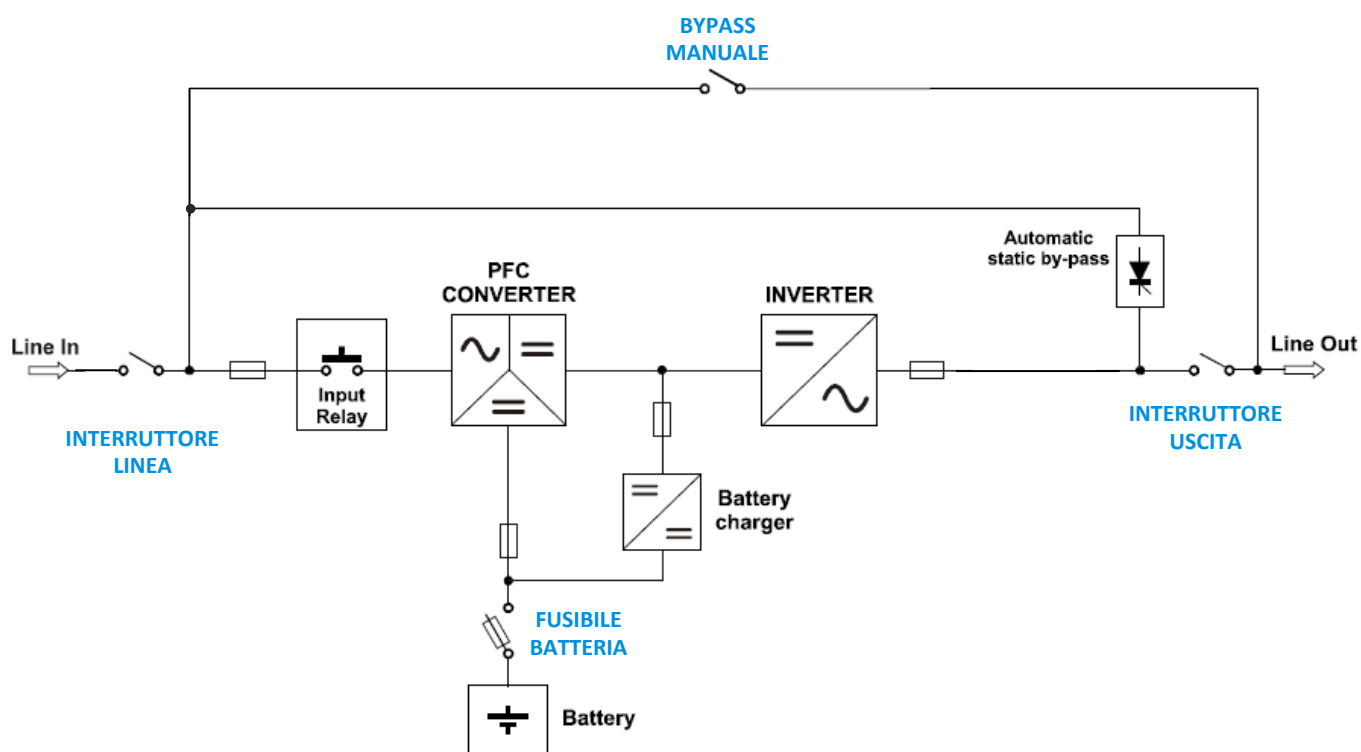 BYPASS
MANUALE
Automatic
static by-pass
PFC
CONVERTER
INVERTER
Line In
Line Out
Input
Relay
INTERRUTTORE
LINEA
INTERRUTTORE
USCITA
Battery
charger
FUSIBILE
BATTERIA
Battery